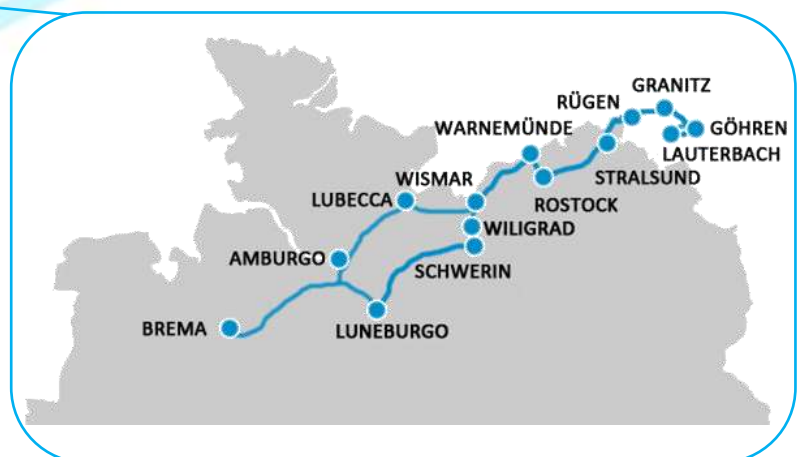 GRANITZ
RÜGEN
WARNEMÜNDE
GÖHREN
LAUTERBACH
WISMAR
STRALSUND
LUBECCA
ROSTOCK
WILIGRAD
AMBURGO
SCHWERIN
BREMA
LUNEBURGO